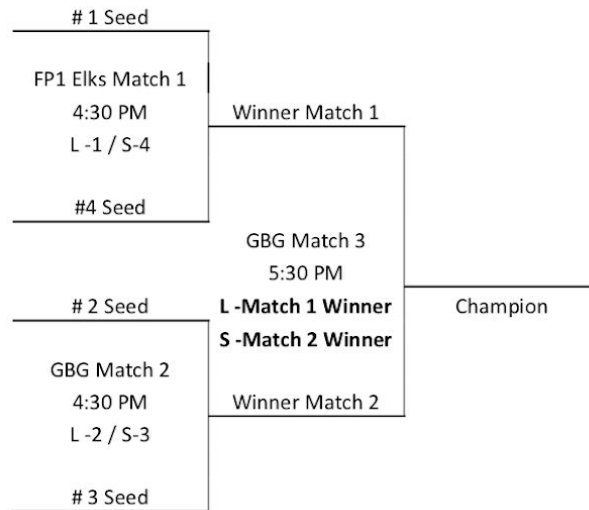 # 1 Seed
FP1 Elks Match 1
4:30 PM
L -1 / S-4
#4 Seed
Winner Match 1
GBG Match 3
5:30 PM
L -Match 1 Winner
S -Match 2 Winner
Champion
# 2 Seed
GBG Match 2
4:30 PM
L -2 / S-3
# 3 Seed
Winner Match 2